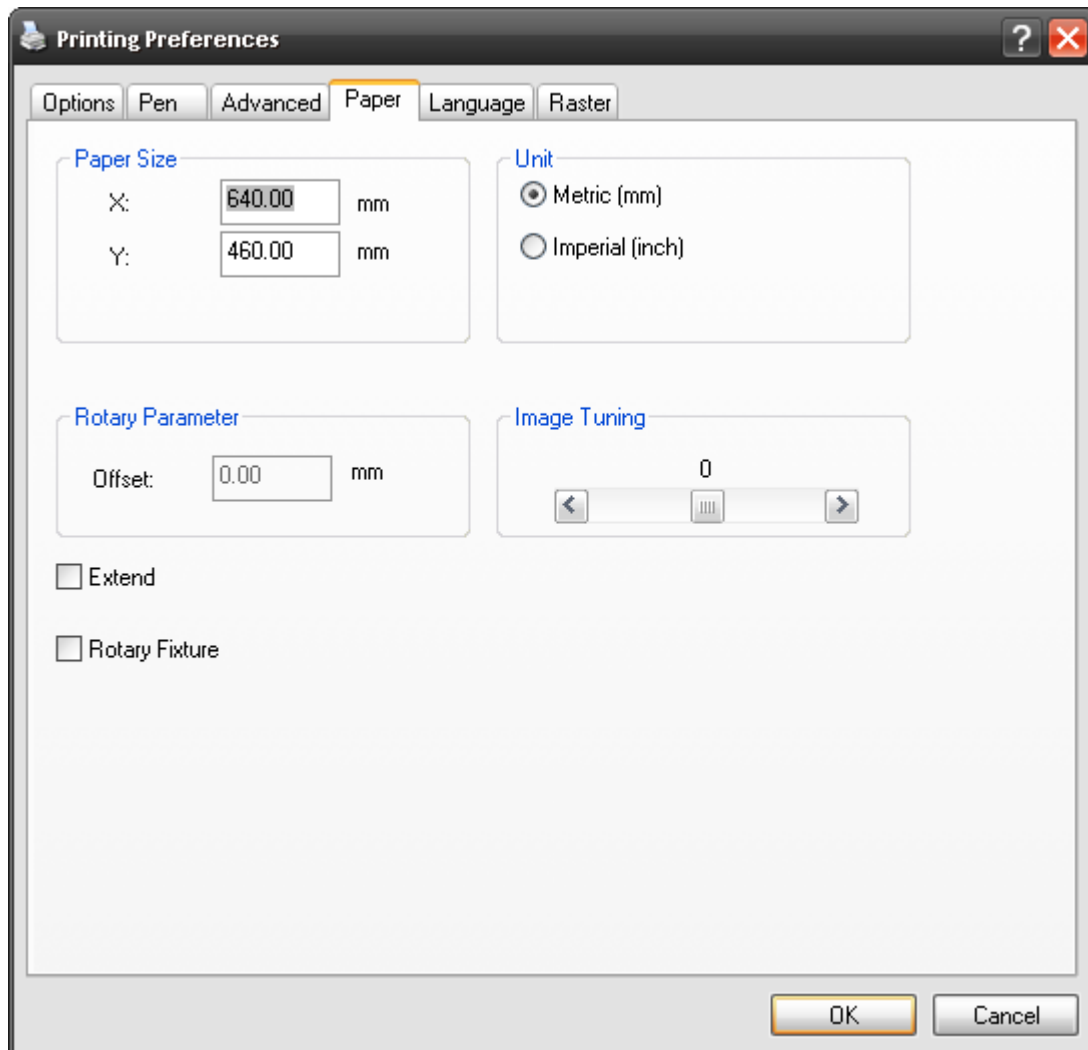 Printing Preferences
?
Options Pen Advanced Paper Language Raster
Paper Size
X: 640.00 mm
Y: 460.00 mm
Unit
Metric (mm)
Imperial (inch)
Rotary Parameter
Offset: 0.00 mm
Image Tuning
0
Extend
Rotary Fixture
OK Cancel